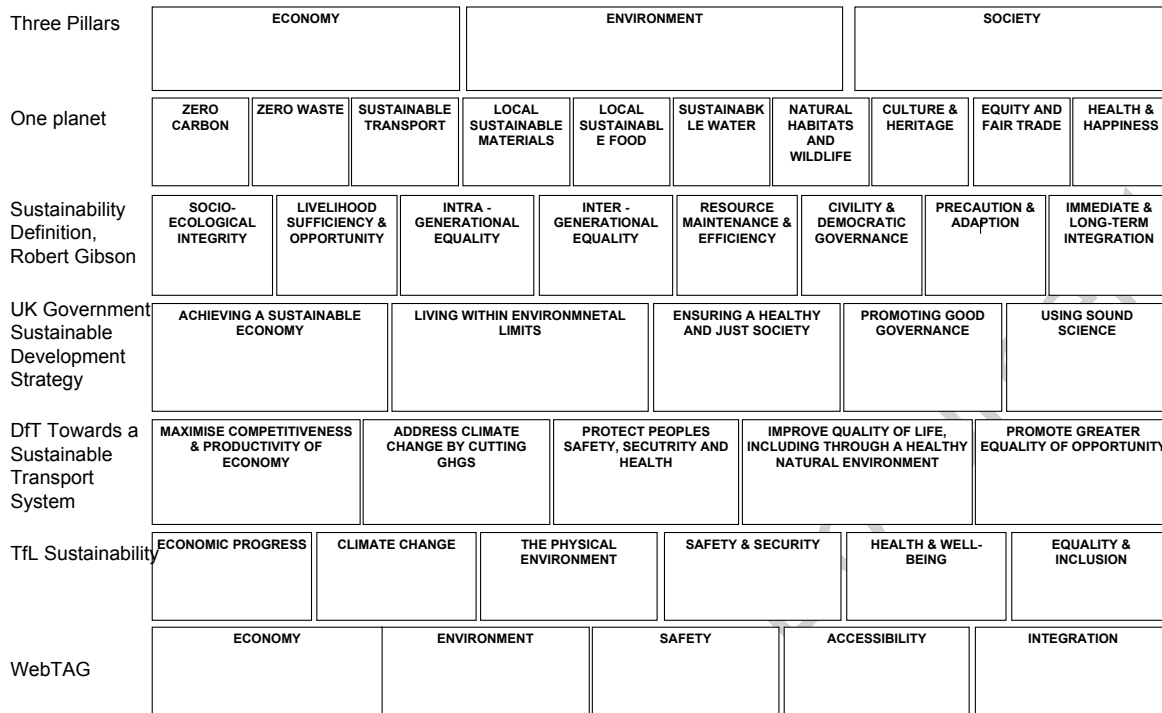 Three Pillars
ECONOMY
ENVIRONMENT
SOCIETY
One planet
ZERO
CARBON
ZERO WASTE
SUSTAINABLE
TRANSPORT
LOCAL
SUSTAINABLE
MATERIALS
LOCAL
SUSTAINABL
E FOOD
SUSTAINABK
LE WATER
NATURAL
HABITATS
AND
WILDLIFE
CULTURE &
HERITAGE
EQUITY AND
FAIR TRADE
HEALTH &
HAPPINESS
Sustainability
Definition,
Robert Gibson
SOCIO-
ECOLOGICAL
INTEGRITY
LIVELIHOOD
SUFFICIENCY &
OPPORTUNITY
INTRA -
GENERATIONAL
EQUALITY
INTER -
GENERATIONAL
EQUALITY
RESOURCE
MAINTENANCE &
EFFICIENCY
CIVILITY &
DEMOCRATIC
GOVERNANCE
PRECAUTION &
ADAPTION
IMMEDIATE &
LONG-TERM
INTEGRATION
UK Government
Sustainable
Development
Strategy
ACHIEVING A SUSTAINABLE
ECONOMY
LIVING WITHIN ENVIROMNETAL
LIMITS
ENSURING A HEALTHY
AND JUST SOCIETY
PROMOTING GOOD
GOVERNANCE
USING SOUND
SCIENCE
DfT Towards a
Sustainable
Transport
System
MAXIMISE COMPETITIVENESS
& PRODUCTIVITY OF
ECONOMY
ADDRESS CLIMATE
CHANGE BY CUTTING
GHGS
PROTECT PEOPLES
SAFETY, SECUTRITY AND
HEALTH
IMPROVE QUALITY OF LIFE,
INCLUDING THROUGH A HEALTHY
NATURAL ENVIRONMENT
PROMOTE GREATER
EQUALITY OF OPPORTUNITY
TfL Sustainability
ECONOMIC PROGRESS
CLIMATE CHANGE
THE PHYSICAL
ENVIRONMENT
SAFETY & SECURITY
HEALTH & WELL-
BEING
EQUALITY &
INCLUSION
WebTAG
ECONOMY
ENVIRONMENT
SAFETY
ACCESSIBILITY
INTEGRATION